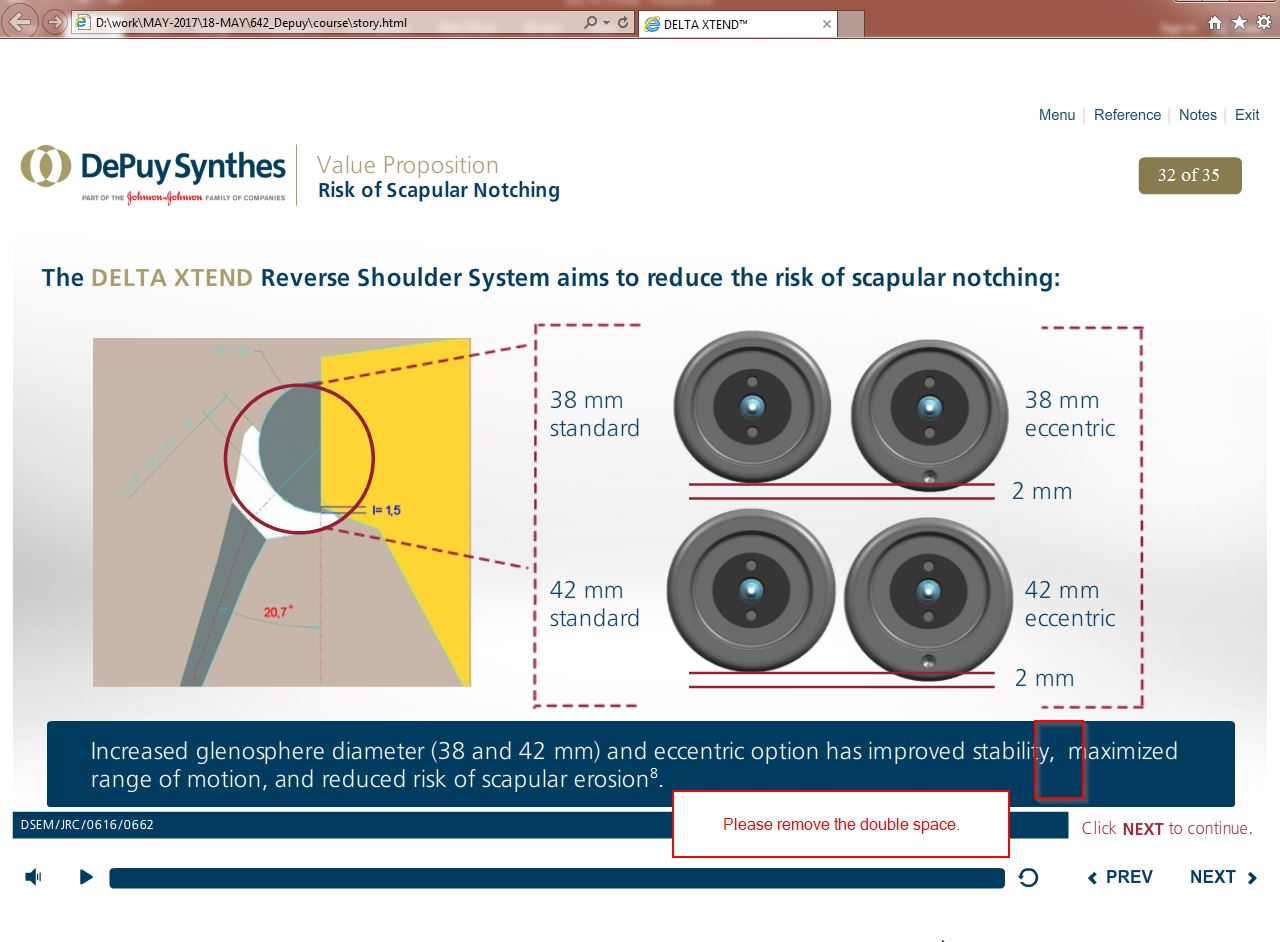 D:\work\MAY-2017\18-MAY\642_Depuy\course\story.html
DELTA XTEND™
Menu | Reference | Notes | Exit
DePuy Synthes
PART OF THE Johnson & Johnson FAMILY OF COMPANIES
Value Proposition
Risk of Scapular Notching
32 of 35
The DELTA XTEND Reverse Shoulder System aims to reduce the risk of scapular notching:
38 mm
standard
38 mm
eccentric
2 mm
l= 1,5
20,7°
42 mm
standard
42 mm
eccentric
2 mm
Increased glenosphere diameter (38 and 42 mm) and eccentric option has improved stability,  maximized
range of motion, and reduced risk of scapular erosion⁸.
Please remove the double space.
DSEM/JRC/0616/0662
Click NEXT to continue.
PREV
NEXT